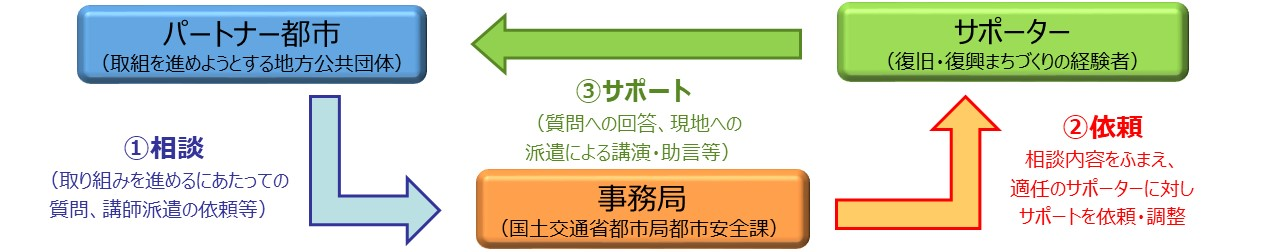 パートナー都市
（取組を進めようとする地方公共団体）
サポーター
（復旧・復興まちづくりの経験者）
①相談
（取り組みを進めるにあたっての
質問、講師派遣の依頼等）
③サポート
（質問への回答、現地への
派遣による講演・助言等）
②依頼
相談内容をふまえ、
適任のサポーターに対し
サポートを依頼・調整
事務局
（国土交通省都市局都市安全課）